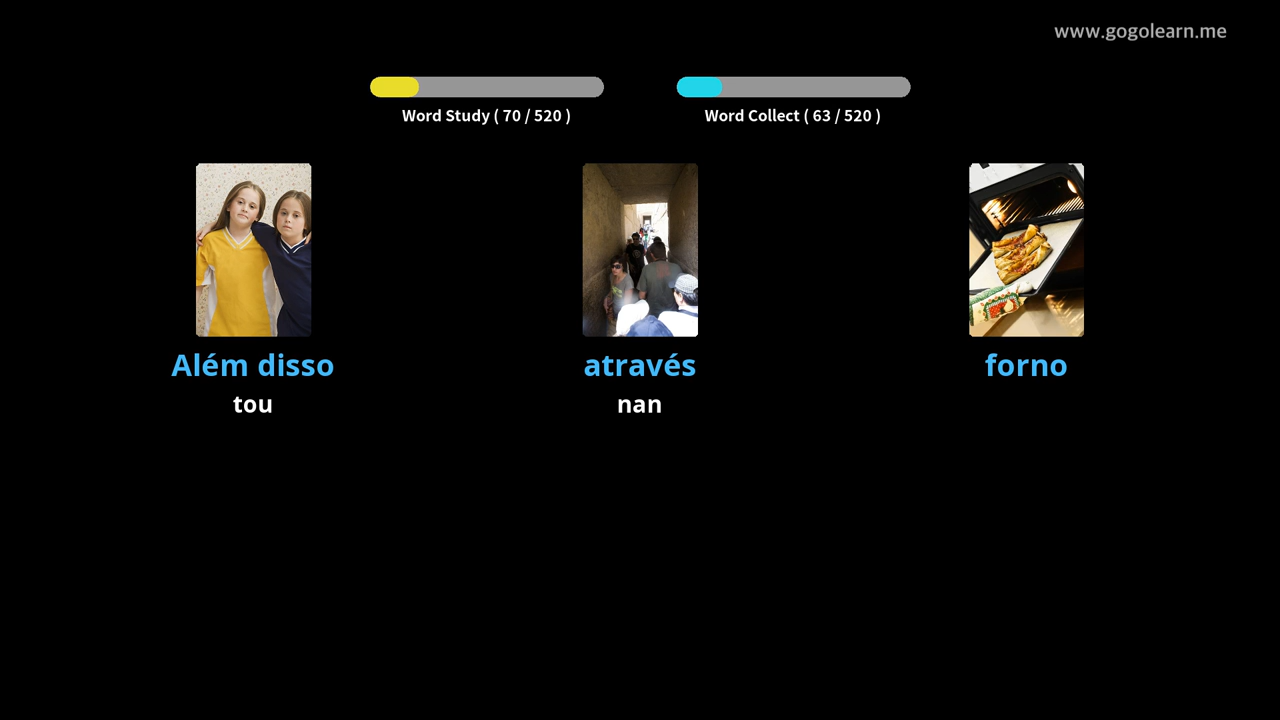 www.gogolearn.me
Word Study ( 70 / 520 )
Word Collect ( 63 / 520 )
Além disso
tou
através
nan
forno